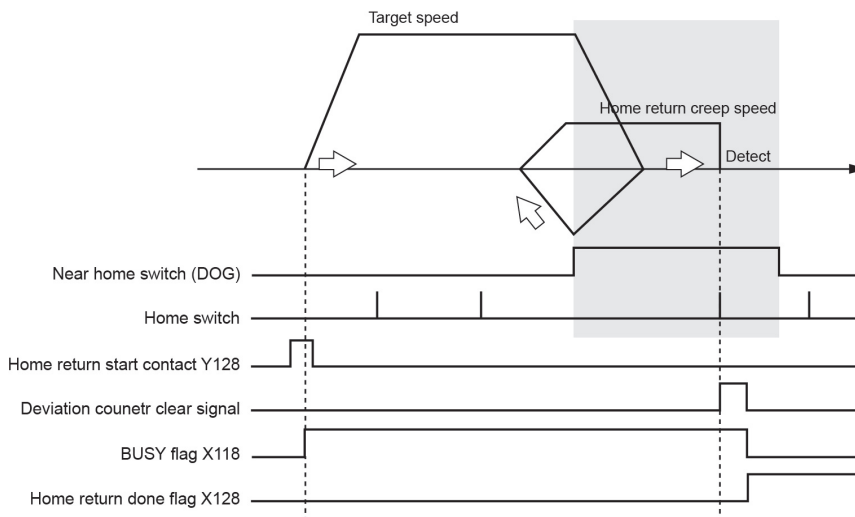 Target speed
Home return creep speed
Detect
Near home switch (DOG)
Home switch
Home return start contact Y128
Deviation counetr clear signal
BUSY flag X118
Home return done flag X128